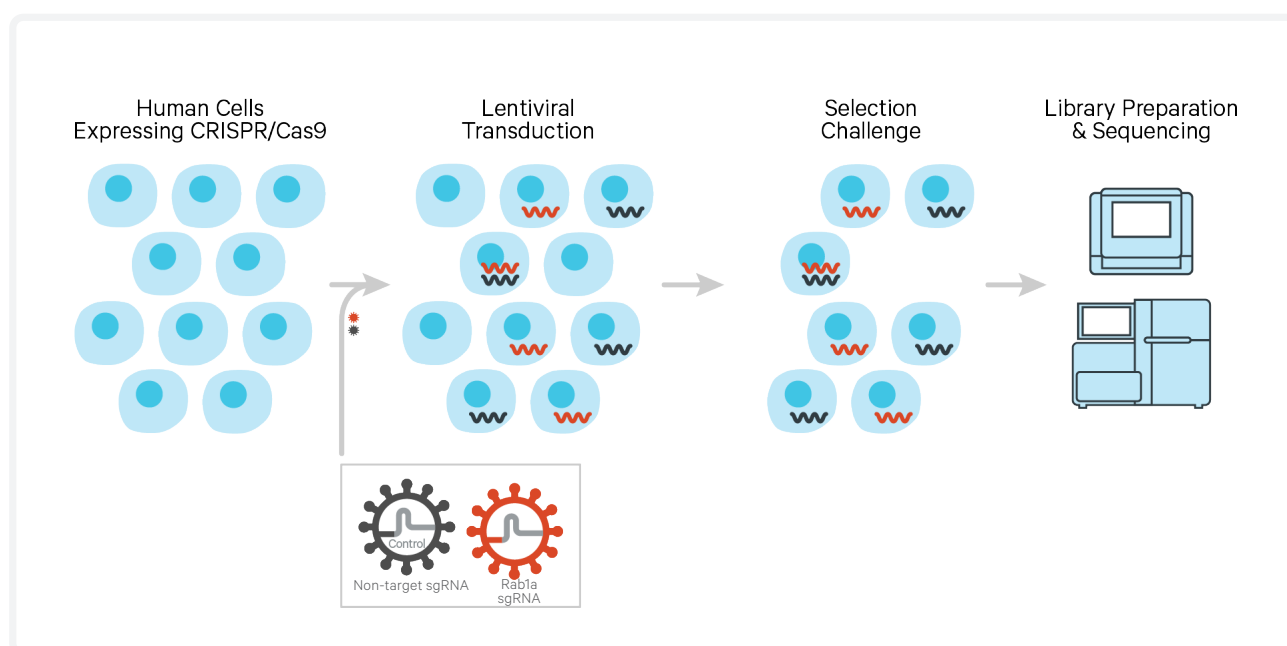 Human Cells
Expressing CRISPR/Cas9
Lentiviral
Transduction
Selection
Challenge
Library Preparation
& Sequencing
Control
Non-target sgRNA
Rab1a
sgRNA